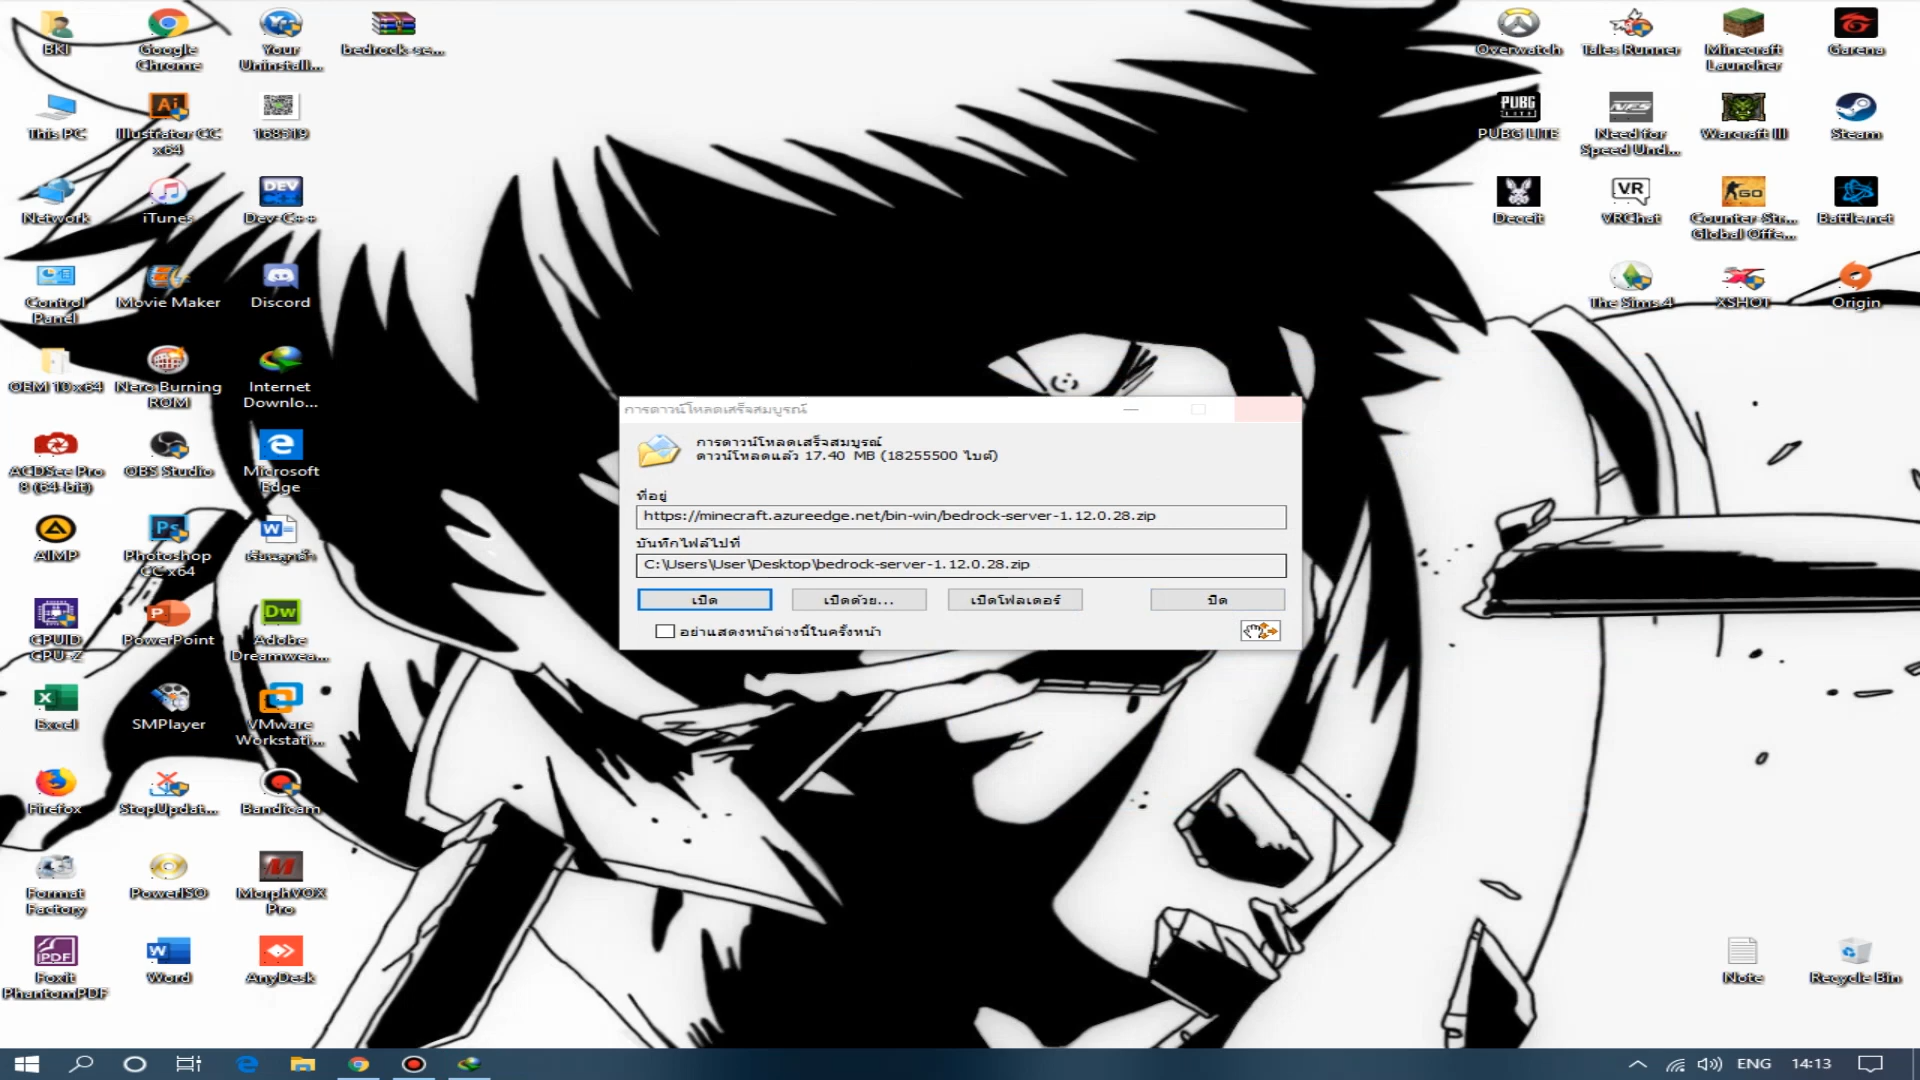 BKI
Google
Chrome
Your
Uninstall...
bedrock-se...
This PC
Illustrator CC
x64
168519
Network
iTunes
Dev-C++
Control
Panel
Movie Maker
Discord
OEM 10 x64
Nero Burning
ROM
Internet
Downlo...
ACDSee Pro
8 (64-bit)
OBS Studio
Microsoft
Edge
AIMP
Photoshop
CC x64
CPUID
CPU-Z
PowerPoint
Adobe
Dreamwea...
Excel
SMPlayer
VMware
Workstati...
Firefox
StopUpdat...
Bandicam
Format
Factory
PowerISO
MorphVOX
Pro
Foxit
PhantomPDF
Word
AnyDesk
Overwatch
Tales Runner
Minecraft
Launcher
Garena
PUBG
LITE
PUBG LITE
NFS
Need for
Speed Und...
Warcraft III
Steam
Deceit
VR
VRChat
GO
Counter-Str...
Global Offe...
Battle.net
The Sims 4
XSHOT
Origin
การดาวน์โหลดเสร็จสมบูรณ์
การดาวน์โหลดเสร็จสมบูรณ์
ดาวน์โหลดแล้ว 17.40 MB (18255500 ไบต์)
ที่อยู่
https://minecraft.azureedge.net/bin-win/bedrock-server-1.12.0.28.zip
บันทึกไฟล์ไปที่
C:\Users\User\Desktop\bedrock-server-1.12.0.28.zip
เปิด
เปิดด้วย...
เปิดโฟลเดอร์
ปิด
อย่าแสดงหน้าต่างนี้ในครั้งหน้า
Note
Recycle Bin
ENG
14:13